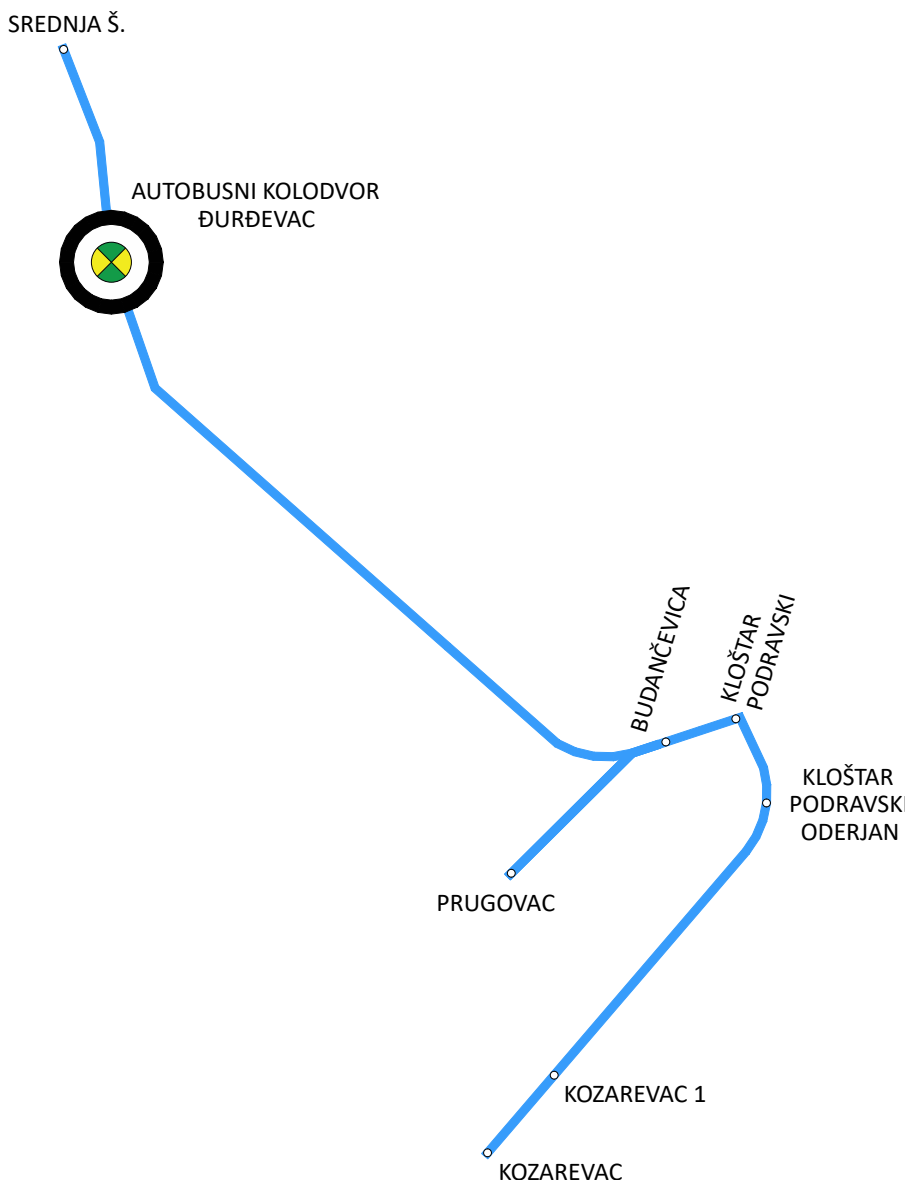 SREDNJA Š.
AUTOBUSNI KOLODVOR
ĐURĐEVAC
BUDANČEVICA
KLOŠTAR
PODRAVSKI
KLOŠTAR
PODRAVSKI
ODERJAN
PRUGOVAC
KOZAREVAC 1
KOZAREVAC